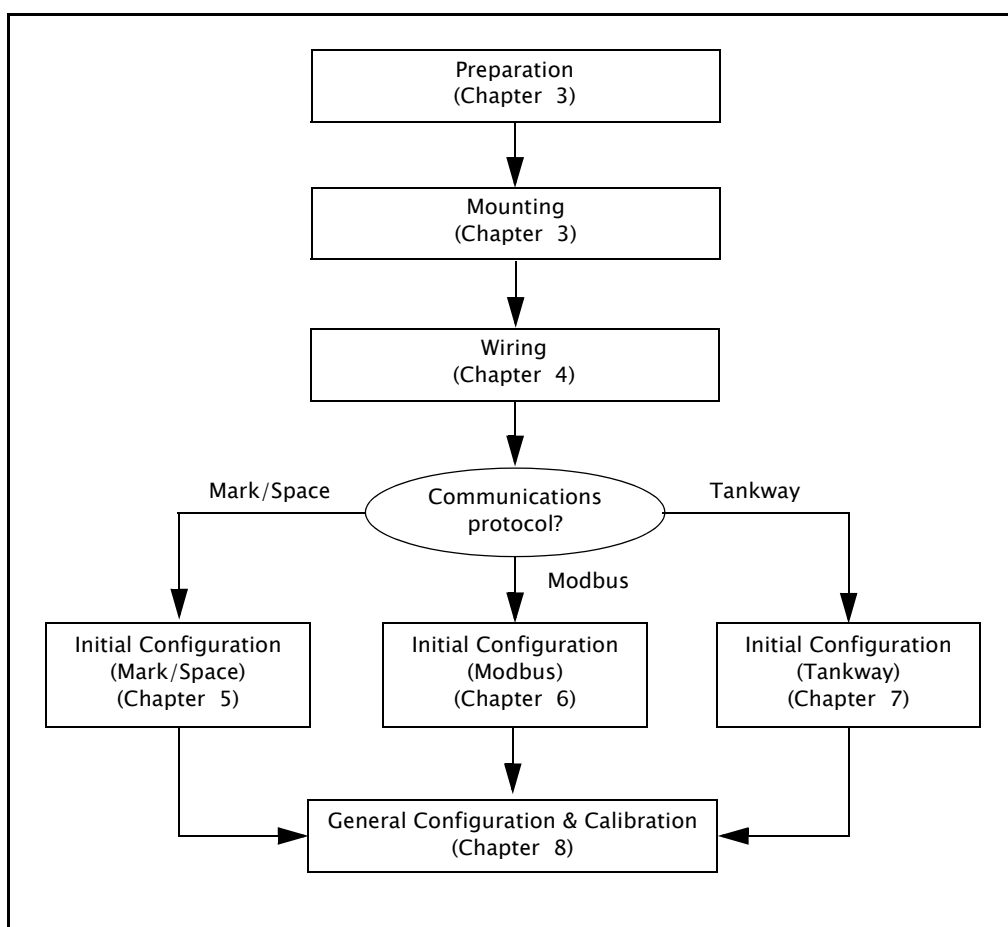 Preparation
(Chapter 3)
Mounting
(Chapter 3)
Wiring
(Chapter 4)
Mark/Space
Communications
protocol?
Tankway
Modbus
Initial Configuration
(Mark/Space)
(Chapter 5)
Initial Configuration
(Modbus)
(Chapter 6)
Initial Configuration
(Tankway)
(Chapter 7)
General Configuration & Calibration
(Chapter 8)